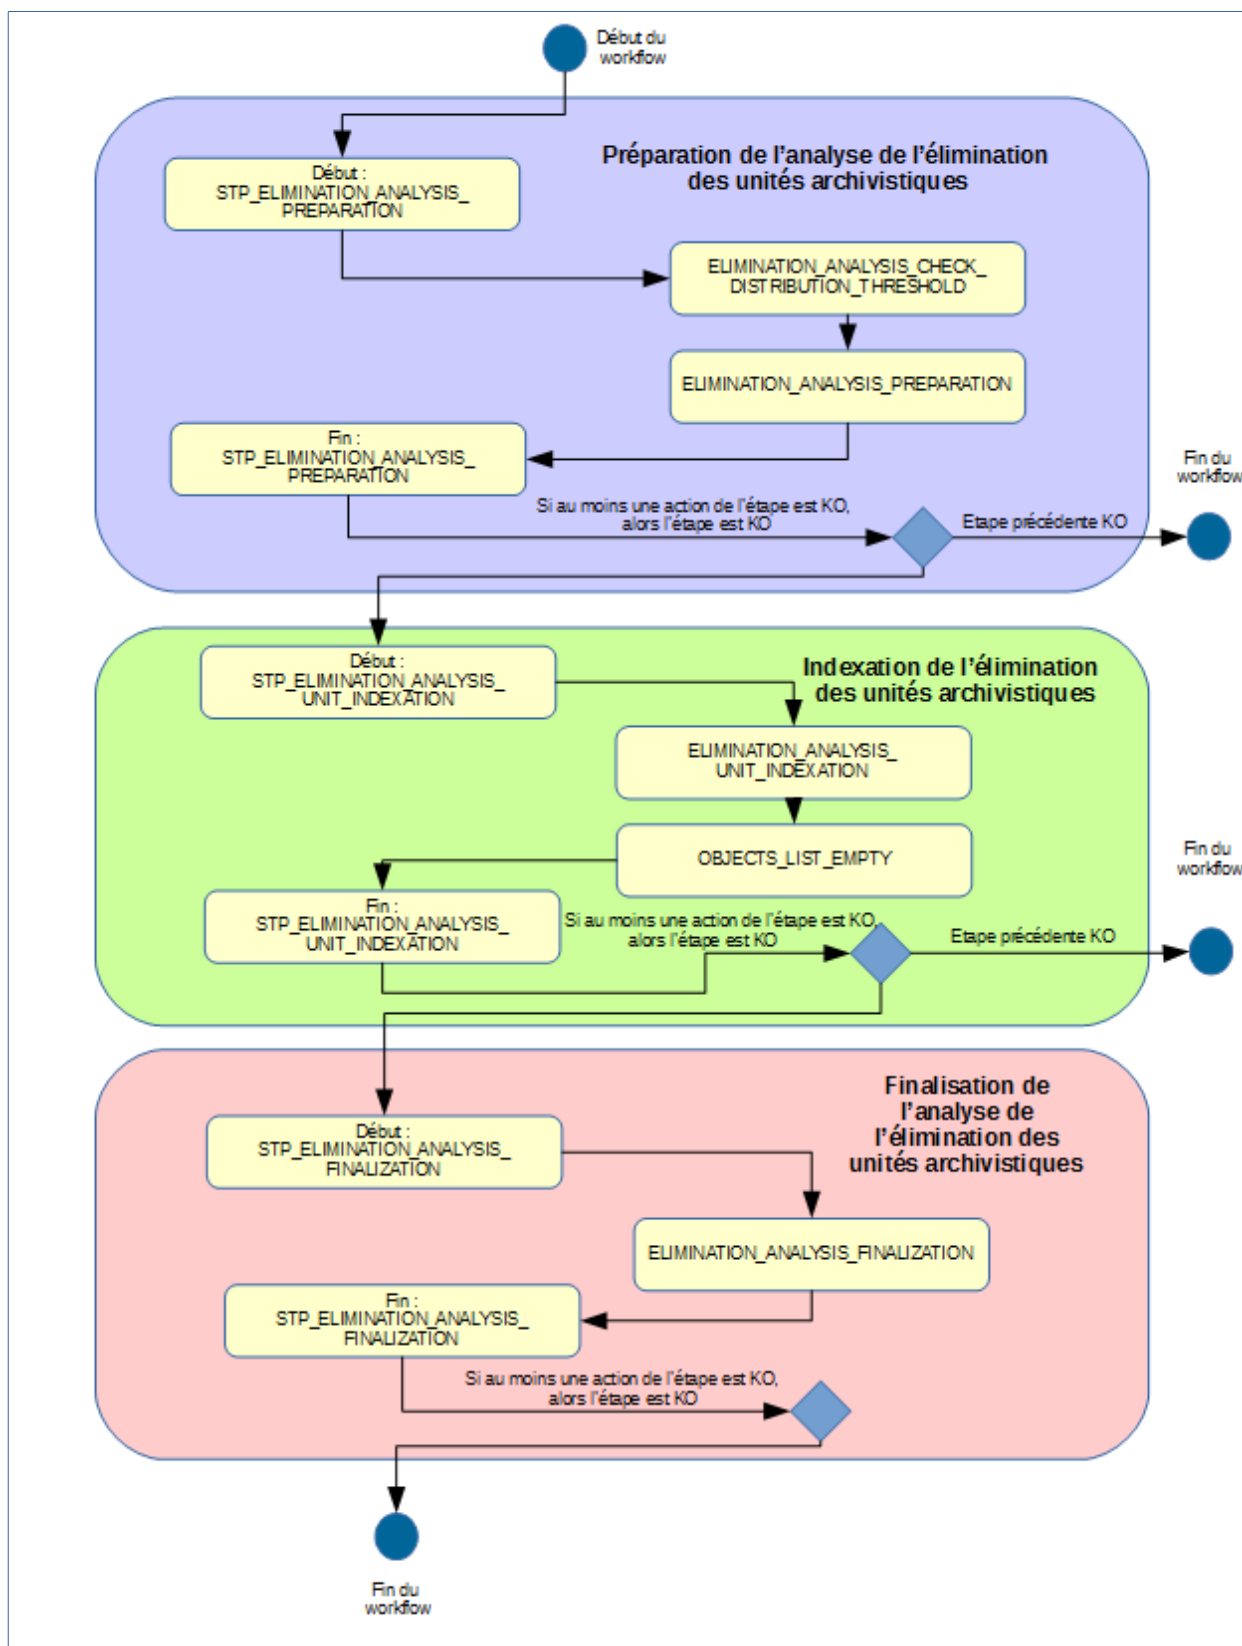 Début du
workflow
Préparation de l'analyse de l'élimination
des unités archivistiques
Début :
STP_ELIMINATION_ANALYSIS_
PREPARATION
ELIMINATION_ANALYSIS_CHECK_
DISTRIBUTION_THRESHOLD
ELIMINATION_ANALYSIS_PREPARATION
Fin :
STP_ELIMINATION_ANALYSIS_
PREPARATION
Si au moins une action de l'étape est KO,
alors l'étape est KO
Etape précédente KO
Fin du
workflow
Indexation de l'élimination
des unités archivistiques
Début :
STP_ELIMINATION_ANALYSIS_
UNIT_INDEXATION
ELIMINATION_ANALYSIS_
UNIT_INDEXATION
OBJECTS_LIST_EMPTY
Fin :
STP_ELIMINATION_ANALYSIS_
UNIT_INDEXATION
Si au moins une action de l'étape est KO,
alors l'étape est KO
Etape précédente KO
Fin du
workflow
Finalisation de
l'analyse de
l'élimination des
unités archivistiques
Début :
STP_ELIMINATION_ANALYSIS_
FINALIZATION
ELIMINATION_ANALYSIS_FINALIZATION
Fin :
STP_ELIMINATION_ANALYSIS_
FINALIZATION
Si au moins une action de l'étape est KO,
alors l'étape est KO
Fin du
workflow